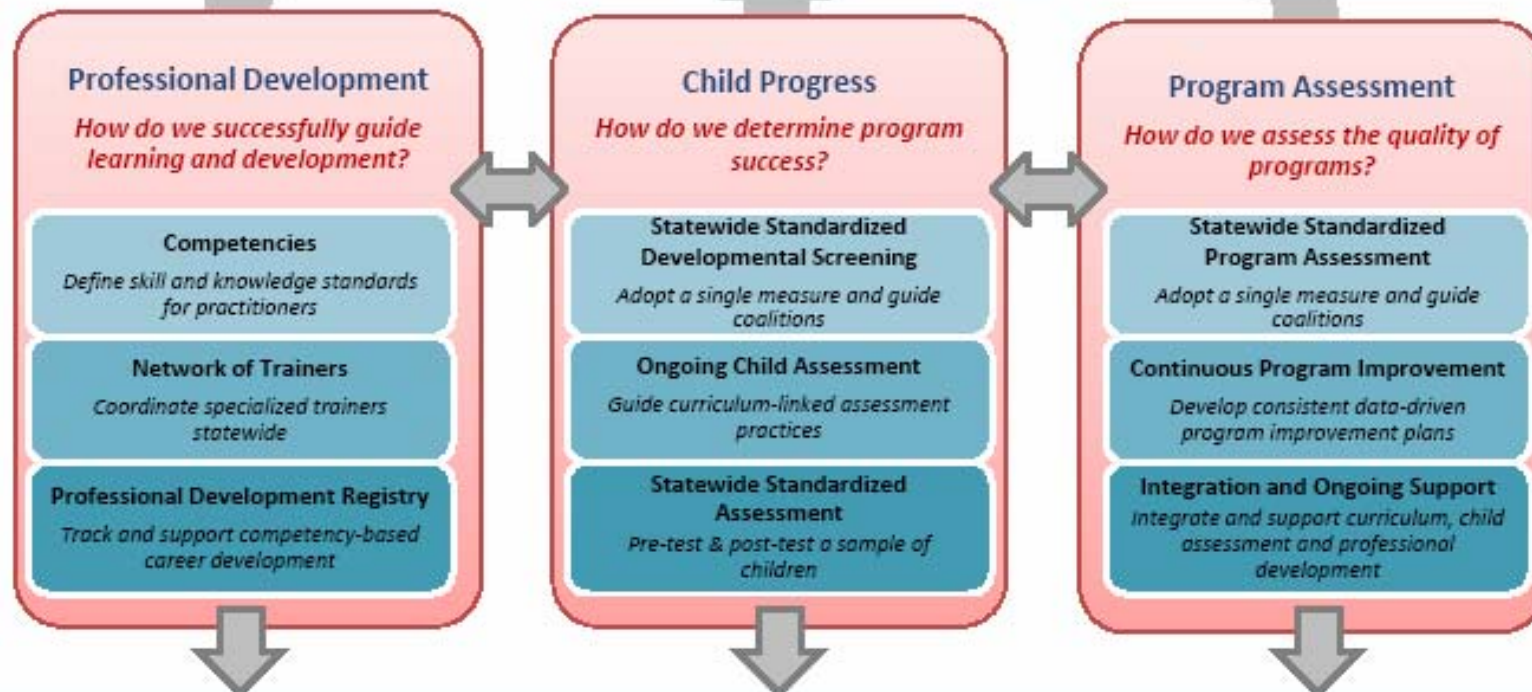 Professional Development
How do we successfully guide
learning and development?
Competencies
Define skill and knowledge standards
for practitioners
Network of Trainers
Coordinate specialized trainers
statewide
Professional Development Registry
Track and support competency-based
career development
Child Progress
How do we determine program
success?
Statewide Standardized
Developmental Screening
Adopt a single measure and guide
coalitions
Ongoing Child Assessment
Guide curriculum-linked assessment
practices
Statewide Standardized
Assessment
Pre-test & post-test a sample of
children
Program Assessment
How do we assess the quality of
programs?
Statewide Standardized
Program Assessment
Adopt a single measure and guide
coalitions
Continuous Program Improvement
Develop consistent data-driven
program improvement plans
Integration and Ongoing Support
Integrate and support curriculum, child
assessment and professional
development